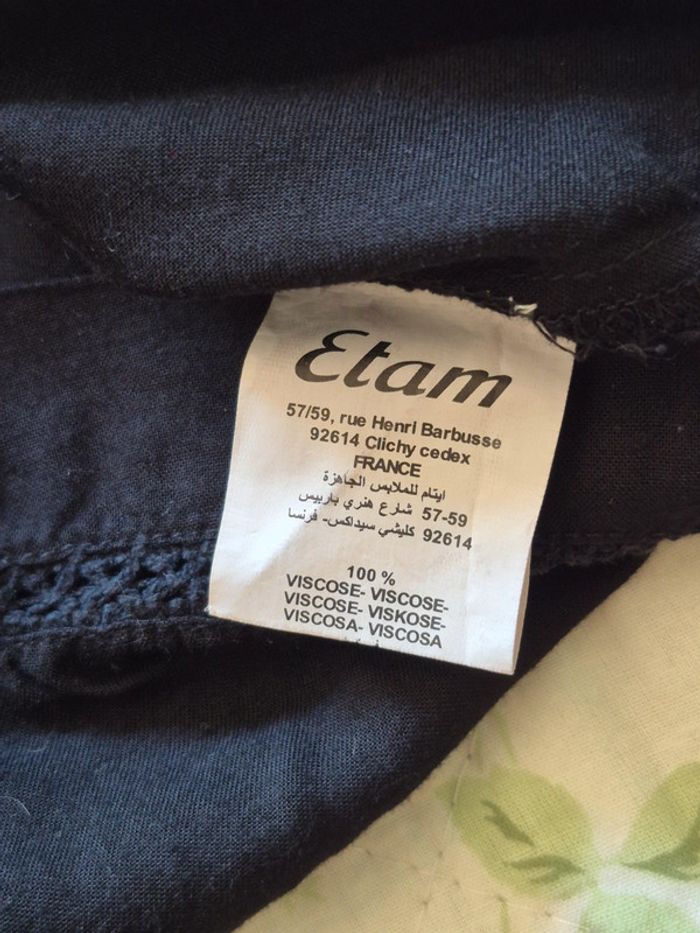 Etam
57/59, rue Henri Barbusse
92614 Clichy cedex
FRANCE
ايتام للملابس الجاهزة
57-59 شارع هنري باربيس
92614 كليشي سيداكس- فرنسا
100 %
VISCOSE- VISCOSE-
VISCOSE- VISKOSE-
VISCOSA- VISCOSA